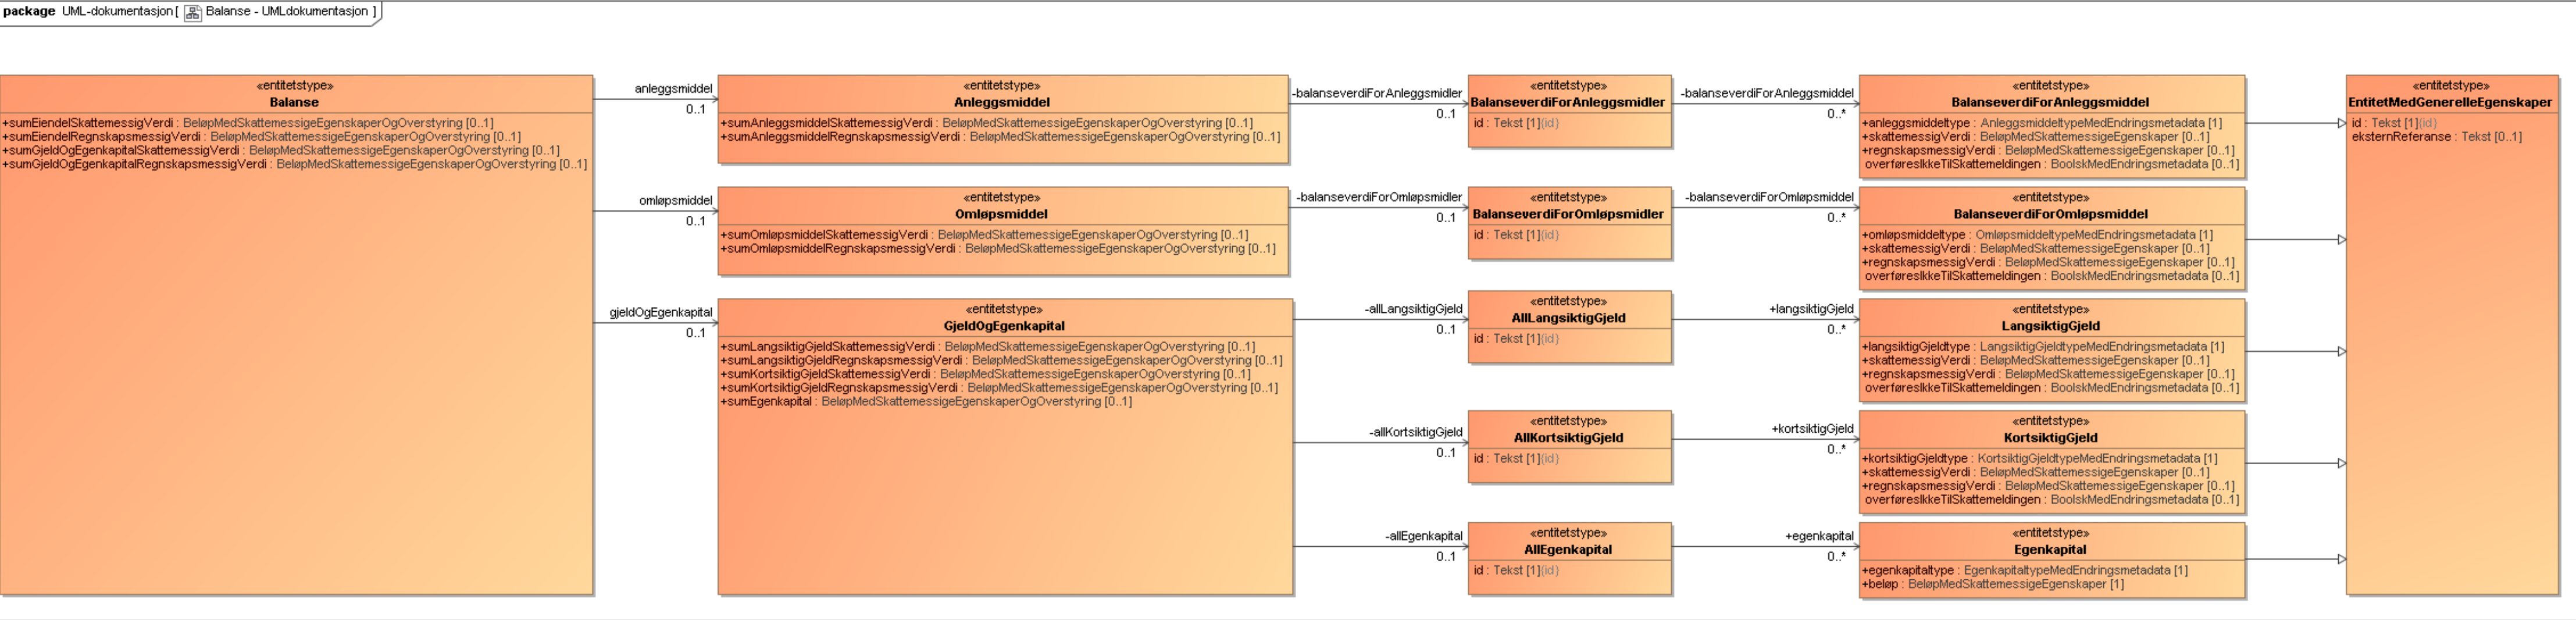 package UML-dokumentasjon [ Balanse - UMLdokumentasjon ]
«entitetstype»
Balanse
+sumEiendelSkattemessigVerdi : BeløpMedSkattemessigeEgenskaperOgOverstyring [0..1]
+sumEiendelRegnskapsmessigVerdi : BeløpMedSkattemessigeEgenskaperOgOverstyring [0..1]
+sumGjeldOgEgenkapitalSkattemessigVerdi : BeløpMedSkattemessigeEgenskaperOgOverstyring [0..1]
+sumGjeldOgEgenkapitalRegnskapsmessigVerdi : BeløpMedSkattemessigeEgenskaperOgOverstyring [0..1]
anleggsmiddel
0..1
«entitetstype»
Anleggsmiddel
+sumAnleggsmiddelSkattemessigVerdi : BeløpMedSkattemessigeEgenskaperOgOverstyring [0..1]
+sumAnleggsmiddelRegnskapsmessigVerdi : BeløpMedSkattemessigeEgenskaperOgOverstyring [0..1]
-balanseverdiForAnleggsmidler
0..1
«entitetstype»
BalanseverdiForAnleggsmidler
id : Tekst [1]{id}
-balanseverdiForAnleggsmiddel
0..*
«entitetstype»
BalanseverdiForAnleggsmiddel
+anleggsmiddeltype : AnleggsmiddeltypeMedEndringsmetadata [1]
+skattemessigVerdi : BeløpMedSkattemessigeEgenskaper [0..1]
+regnskapsmessigVerdi : BeløpMedSkattemessigeEgenskaper [0..1]
overføresIkkeTilSkattemeldingen : BoolskMedEndringsmetadata [0..1]
«entitetstype»
EntitetMedGenerelleEgenskaper
id : Tekst [1]{id}
eksternReferanse : Tekst [0..1]
omløpsmiddel
0..1
«entitetstype»
Omløpsmiddel
+sumOmløpsmiddelSkattemessigVerdi : BeløpMedSkattemessigeEgenskaperOgOverstyring [0..1]
+sumOmløpsmiddelRegnskapsmessigVerdi : BeløpMedSkattemessigeEgenskaperOgOverstyring [0..1]
-balanseverdiForOmløpsmidler
0..1
«entitetstype»
BalanseverdiForOmløpsmidler
id : Tekst [1]{id}
-balanseverdiForOmløpsmiddel
0..*
«entitetstype»
BalanseverdiForOmløpsmiddel
+omløpsmiddeltype : OmløpsmiddeltypeMedEndringsmetadata [1]
+skattemessigVerdi : BeløpMedSkattemessigeEgenskaper [0..1]
+regnskapsmessigVerdi : BeløpMedSkattemessigeEgenskaper [0..1]
overføresIkkeTilSkattemeldingen : BoolskMedEndringsmetadata [0..1]
gjeldOgEgenkapital
0..1
«entitetstype»
GjeldOgEgenkapital
+sumLangsiktigGjeldSkattemessigVerdi : BeløpMedSkattemessigeEgenskaperOgOverstyring [0..1]
+sumLangsiktigGjeldRegnskapsmessigVerdi : BeløpMedSkattemessigeEgenskaperOgOverstyring [0..1]
+sumKortsiktigGjeldSkattemessigVerdi : BeløpMedSkattemessigeEgenskaperOgOverstyring [0..1]
+sumKortsiktigGjeldRegnskapsmessigVerdi : BeløpMedSkattemessigeEgenskaperOgOverstyring [0..1]
+sumEgenkapital : BeløpMedSkattemessigeEgenskaperOgOverstyring [0..1]
-allLangsiktigGjeld
0..1
«entitetstype»
AllLangsiktigGjeld
id : Tekst [1]{id}
+langsiktigGjeld
0..*
«entitetstype»
LangsiktigGjeld
+langsiktigGjeldtype : LangsiktigGjeldtypeMedEndringsmetadata [1]
+skattemessigVerdi : BeløpMedSkattemessigeEgenskaper [0..1]
+regnskapsmessigVerdi : BeløpMedSkattemessigeEgenskaper [0..1]
overføresIkkeTilSkattemeldingen : BoolskMedEndringsmetadata [0..1]
-allKortsiktigGjeld
0..1
«entitetstype»
AllKortsiktigGjeld
id : Tekst [1]{id}
+kortsiktigGjeld
0..*
«entitetstype»
KortsiktigGjeld
+kortsiktigGjeldtype : KortsiktigGjeldtypeMedEndringsmetadata [1]
+skattemessigVerdi : BeløpMedSkattemessigeEgenskaper [0..1]
+regnskapsmessigVerdi : BeløpMedSkattemessigeEgenskaper [0..1]
overføresIkkeTilSkattemeldingen : BoolskMedEndringsmetadata [0..1]
-allEgenkapital
0..1
«entitetstype»
AllEgenkapital
id : Tekst [1]{id}
+egenkapital
0..*
«entitetstype»
Egenkapital
+egenkapitaltype : EgenkapitaltypeMedEndringsmetadata [1]
+beløp : BeløpMedSkattemessigeEgenskaper [1]